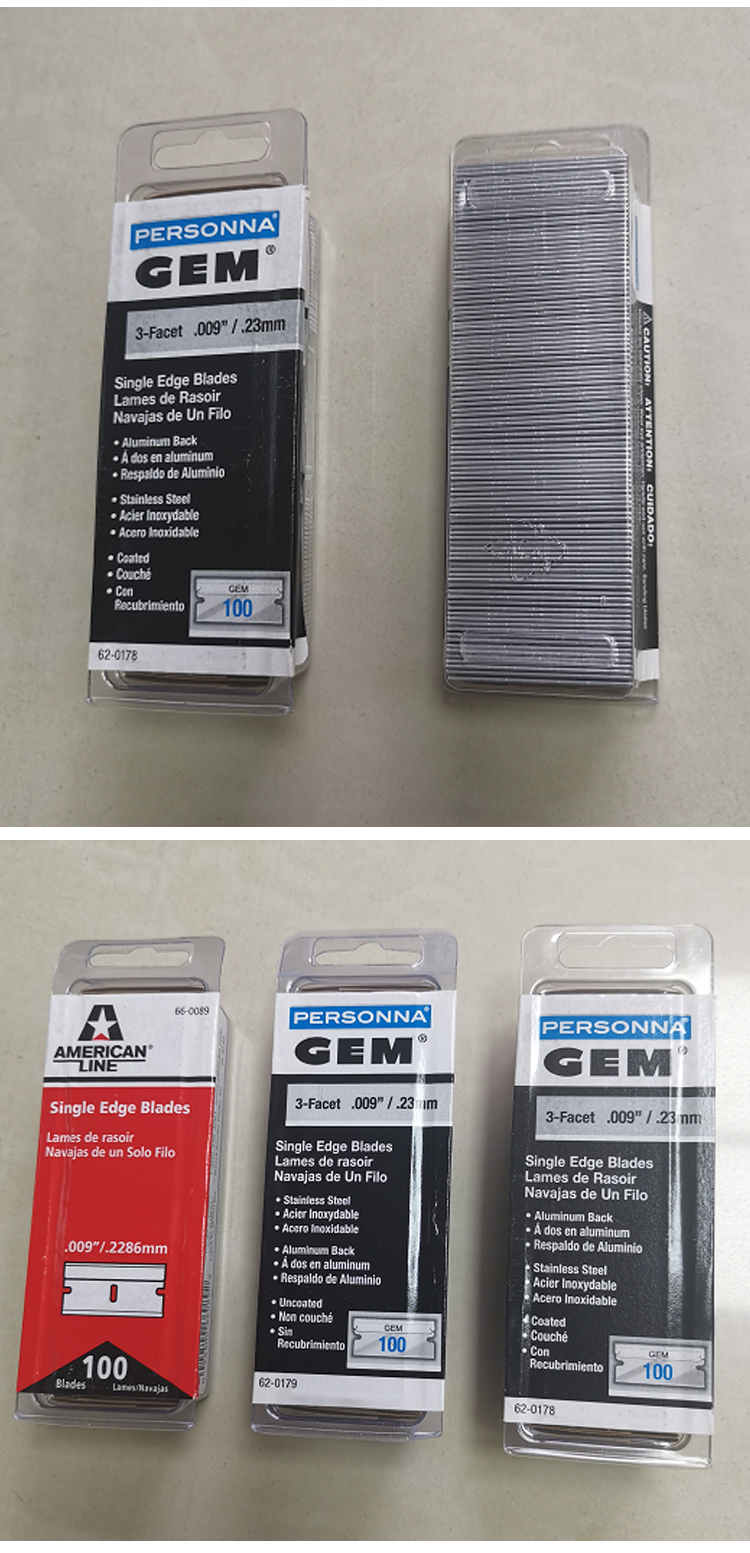 PERSONNA®
GEM®
3-Facet .009" / .23mm
Single Edge Blades
Lames de Rasoir
Navajas de Un Filo
• Aluminum Back
• Á dos en aluminum
• Respaldo de Aluminio
• Stainless Steel
• Acier Inoxydable
• Acero Inoxidable
• Coated
• Couché
• Con
Recubrimiento
GEM
100
62-0178
CAUTION: ATTENTION: CUIDADO:
66-0089
AMERICAN®
LINE
Single Edge Blades
Lames de rasoir
Navajas de un Solo Filo
.009"/.2286mm
100
Blades Lames/Navajas
PERSONNA®
GEM®
3-Facet .009" / .23mm
Single Edge Blades
Lames de rasoir
Navajas de Un Filo
• Stainless Steel
• Acier Inoxydable
• Acero Inoxidable
• Aluminum Back
• Á dos en aluminum
• Respaldo de Aluminio
• Uncoated
• Non couché
• Sin
Recubrimiento
GEM
100
62-0179
PERSONNA®
GEM®
3-Facet .009" / .23mm
Single Edge Blades
Lames de Rasoir
Navajas de Un Filo
• Aluminum Back
• Á dos en aluminum
• Respaldo de Aluminio
• Stainless Steel
• Acier Inoxydable
• Acero Inoxidable
• Coated
• Couché
• Con
Recubrimiento
GEM
100
62-0178